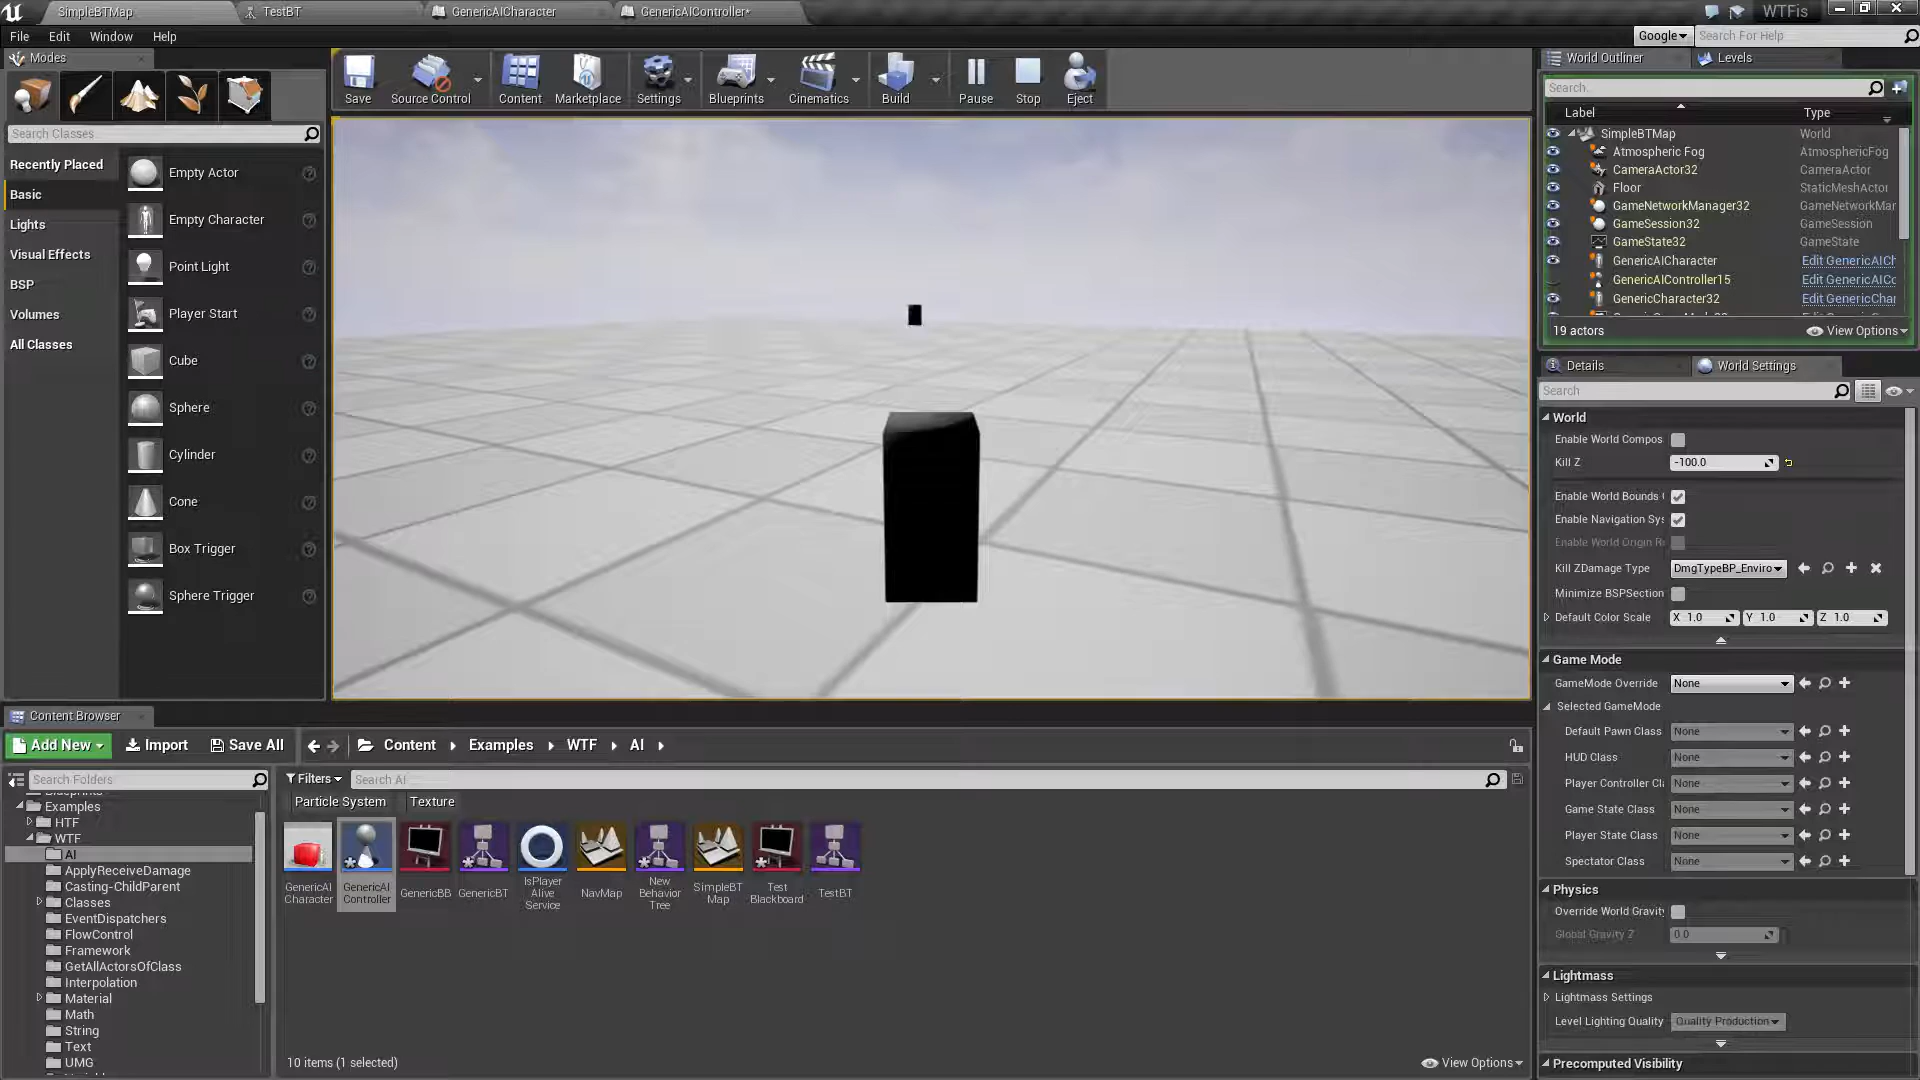 SimpleBTMap
TestBT
GenericAICharacter
GenericAIController*
WTFis
File
Edit
Window
Help
Google
Search For Help
Modes
Search Classes
Recently Placed
Basic
Lights
Visual Effects
BSP
Volumes
All Classes
Empty Actor
Empty Character
Point Light
Player Start
Cube
Sphere
Cylinder
Cone
Box Trigger
Sphere Trigger
Save
Source Control
Content
Marketplace
Settings
Blueprints
Cinematics
Build
Pause
Stop
Eject
World Outliner
Levels
Search...
Label
Type
SimpleBTMap
World
Atmospheric Fog
AtmosphericFog
CameraActor32
CameraActor
Floor
StaticMeshActor
GameNetworkManager32
GameNetworkMar
GameSession32
GameSession
GameState32
GameState
GenericAICharacter
Edit GenericAICh
GenericAIController15
Edit GenericAICo
GenericCharacter32
Edit GenericChar
19 actors
View Options
Details
World Settings
Search
World
Enable World Compos
Kill Z
-100.0
Enable World Bounds
Enable Navigation Sys
Enable World Origin R
Kill ZDamage Type
DmgTypeBP_Enviro
Minimize BSPSection
Default Color Scale
X 1.0
Y 1.0
Z 1.0
Game Mode
GameMode Override
None
Selected GameMode
Default Pawn Class
None
HUD Class
None
Player Controller Cl
None
Game State Class
None
Player State Class
None
Spectator Class
None
Physics
Override World Gravity
Global Gravity Z
0.0
Lightmass
Lightmass Settings
Level Lighting Quality
Quality Production
Precomputed Visibility
Content Browser
Add New
Import
Save All
Content
Examples
WTF
AI
Search Folders
Filters
Search AI
Particle System
Texture
Examples
HTF
WTF
AI
ApplyReceiveDamage
Casting-ChildParent
Classes
EventDispatchers
FlowControl
Framework
GetAllActorsOfClass
Interpolation
Material
Math
String
Text
UMG
GenericAI
Character
GenericAI
Controller
GenericBB
GenericBT
IsPlayer
Alive
Service
NavMap
New
Behavior
Tree
SimpleBT
Map
Test
Blackboard
TestBT
10 items (1 selected)
View Options